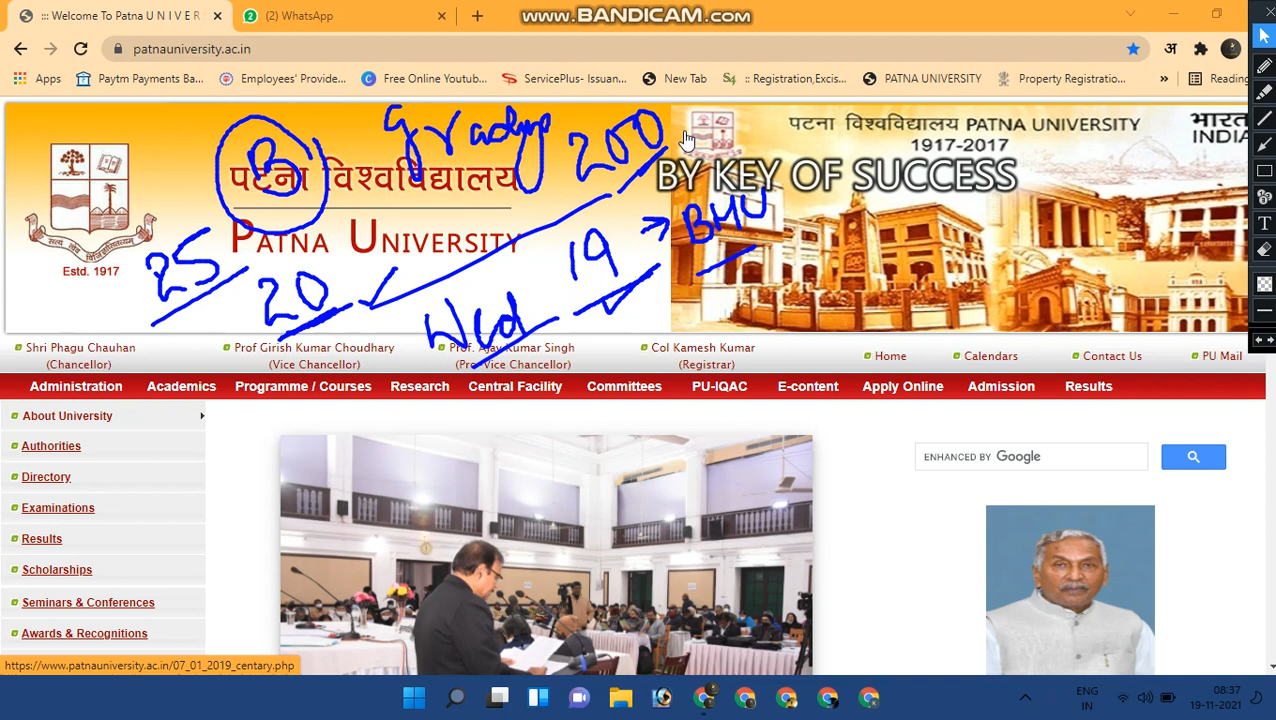 ::: Welcome To Patna U N I V E R S
(2) WhatsApp
WWW.BANDICAM.COM
patnauniversity.ac.in
अ
Apps
Paytm Payments Ba...
Employees' Provide...
Free Online Youtub...
ServicePlus- Issuan...
New Tab
:: Registration,Excis...
PATNA UNIVERSITY
Property Registratio...
»
Reading
B
200
पटना विश्वविद्यालय
PATNA UNIVERSITY
Estd. 1917
25
20
19
BHU
Wed
पटना विश्वविद्यालय PATNA UNIVERSITY
1917-2017
भारत
INDIA
BY KEY OF SUCCESS
Shri Phagu Chauhan
(Chancellor)
Prof Girish Kumar Choudhary
(Vice Chancellor)
Prof. Ajay Kumar Singh
(Pro-Vice Chancellor)
Col Kamesh Kumar
(Registrar)
Home
Calendars
Contact Us
PU Mail
Administration
Academics
Programme / Courses
Research
Central Facility
Committees
PU-IQAC
E-content
Apply Online
Admission
Results
About University
Authorities
Directory
Examinations
Results
Scholarships
Seminars & Conferences
Awards & Recognitions
ENHANCED BY Google
https://www.patnauniversity.ac.in/07_01_2019_centary.php
ENG
IN
08:37
19-11-2021